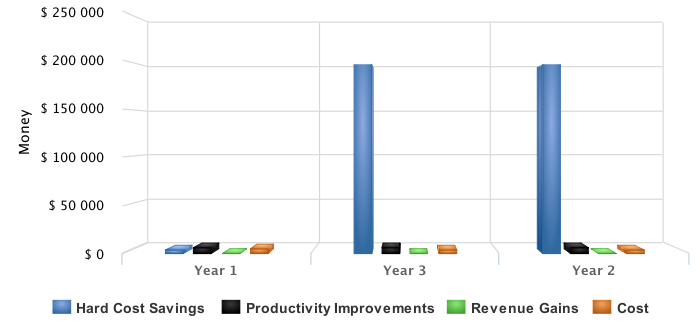 $ 250 000
$ 200 000
$ 150 000
$ 100 000
$ 50 000
$ 0
Money
Year 1 Year 3 Year 2
Hard Cost Savings Productivity Improvements Revenue Gains Cost